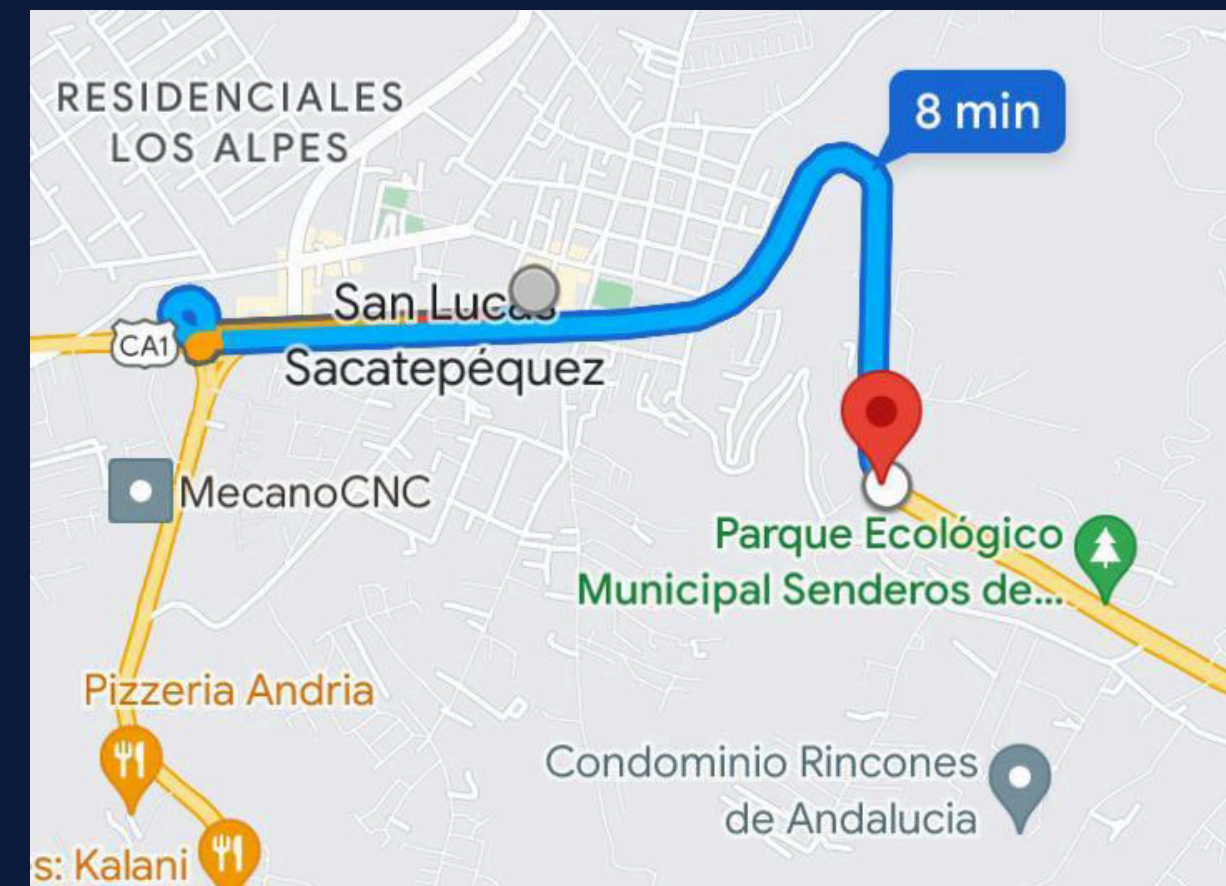 RESIDENCIALES
LOS ALPES
8 min
San Lucas
CA1
Sacatepéquez
MecanoCNC
Parque Ecológico
Municipal Senderos de...
Pizzeria Andria
Condominio Rincones
de Andalucia
s: Kalani